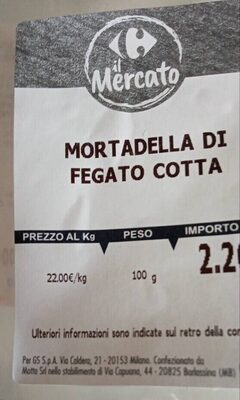 il
Mercato
MORTADELLA DI
FEGATO COTTA
PREZZO AL Kg PESO IMPORTO
22.00€/kg 100 g 2.2
Ulteriori informazioni sono indicate sul retro della
Per GS S.p.A. Via Caldera, 21 - 20153 Milano. Confezionato da
Motta Srl nello stabilimento di Via Capuana, 44 - 20825 Barlassina (MB)